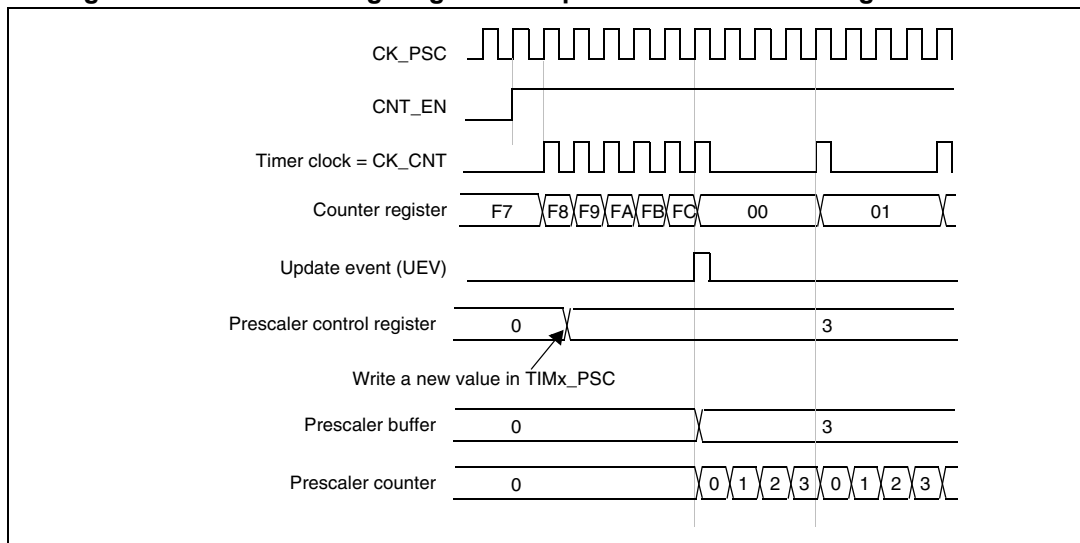 CK_PSC
CNT_EN
Timer clock = CK_CNT
Counter register F7 F8 F9 FA FB FC 00 01
Update event (UEV)
Prescaler control register 0 3
Write a new value in TIMx_PSC
Prescaler buffer 0 3
Prescaler counter 0 0 1 2 3 0 1 2 3